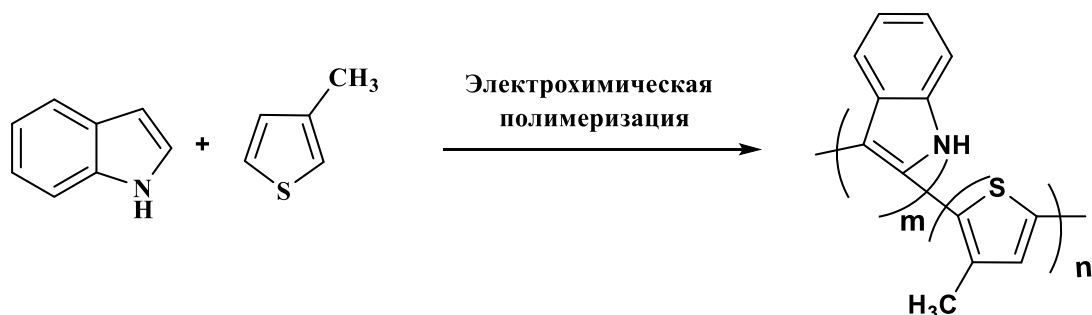 CH3
N
H
+
S
Электрохимическая
полимеризация
NH
m
S
n
H3C